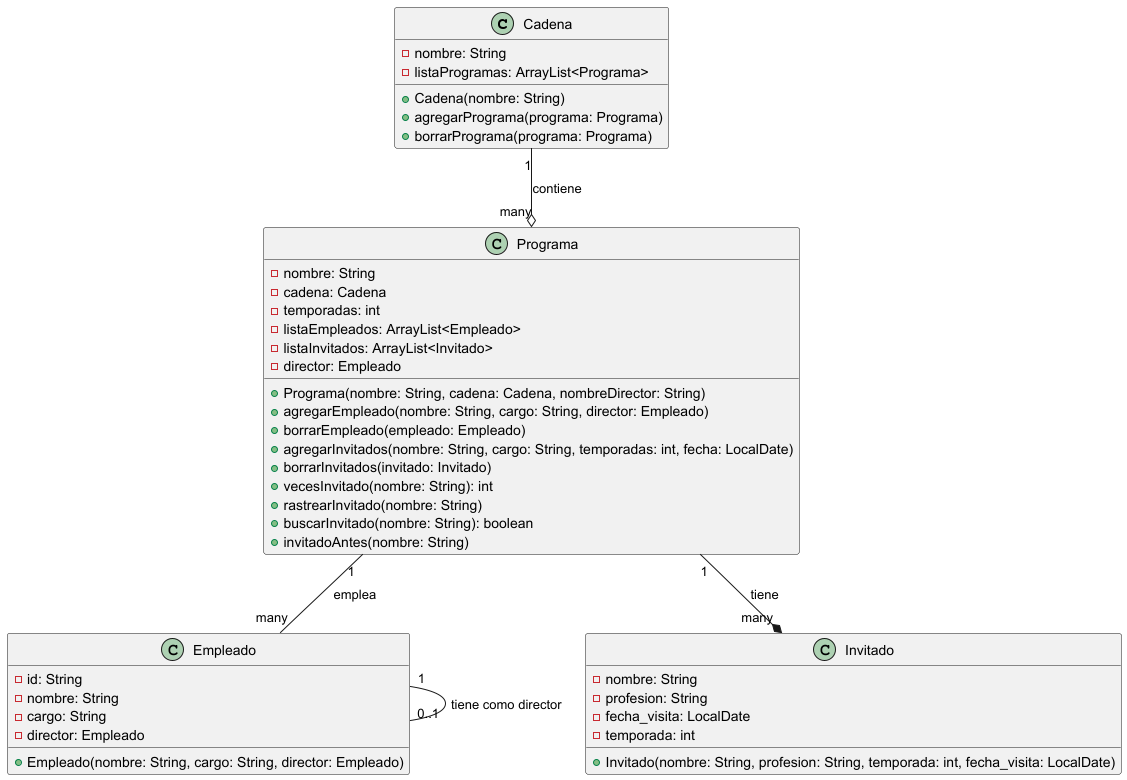 C Cadena
nombre: String
listaProgramas: ArrayList<Programa>
Cadena(nombre: String)
agregarPrograma(programa: Programa)
borrarPrograma(programa: Programa)
1
contiene
many
C Programa
nombre: String
cadena: Cadena
temporadas: int
listaEmpleados: ArrayList<Empleado>
listaInvitados: ArrayList<Invitado>
director: Empleado
Programa(nombre: String, cadena: Cadena, nombreDirector: String)
agregarEmpleado(nombre: String, cargo: String, director: Empleado)
borrarEmpleado(empleado: Empleado)
agregarInvitados(nombre: String, cargo: String, temporadas: int, fecha: LocalDate)
borrarInvitados(invitado: Invitado)
vecesInvitado(nombre: String): int
rastrearInvitado(nombre: String)
buscarInvitado(nombre: String): boolean
invitadoAntes(nombre: String)
1
emplea
many
1
tiene
many
C Empleado
id: String
nombre: String
cargo: String
director: Empleado
Empleado(nombre: String, cargo: String, director: Empleado)
1
tiene como director
0..1
C Invitado
nombre: String
profesion: String
fecha_visita: LocalDate
temporada: int
Invitado(nombre: String, profesion: String, temporada: int, fecha_visita: LocalDate)